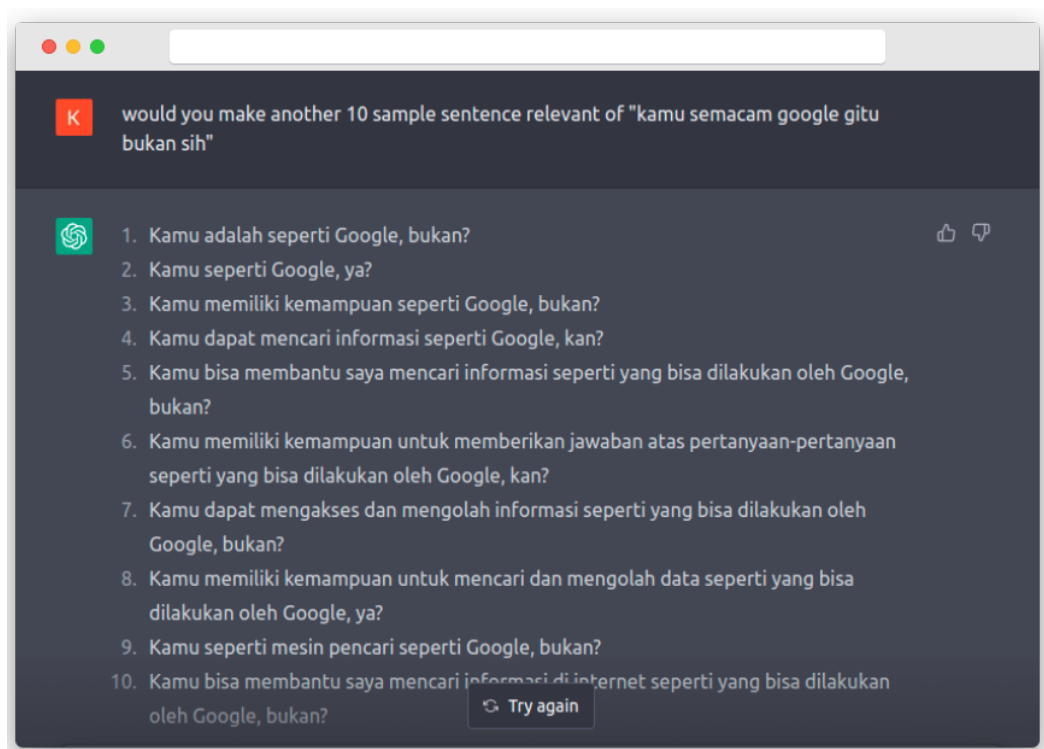 K
would you make another 10 sample sentence relevant of "kamu semacam google gitu
bukan sih"
1. Kamu adalah seperti Google, bukan?
2. Kamu seperti Google, ya?
3. Kamu memiliki kemampuan seperti Google, bukan?
4. Kamu dapat mencari informasi seperti Google, kan?
5. Kamu bisa membantu saya mencari informasi seperti yang bisa dilakukan oleh Google,
bukan?
6. Kamu memiliki kemampuan untuk memberikan jawaban atas pertanyaan-pertanyaan
seperti yang bisa dilakukan oleh Google, kan?
7. Kamu dapat mengakses dan mengolah informasi seperti yang bisa dilakukan oleh
Google, bukan?
8. Kamu memiliki kemampuan untuk mencari dan mengolah data seperti yang bisa
dilakukan oleh Google, ya?
9. Kamu seperti mesin pencari seperti Google, bukan?
10. Kamu bisa membantu saya mencari informasi di internet seperti yang bisa dilakukan
oleh Google, bukan?
Try again